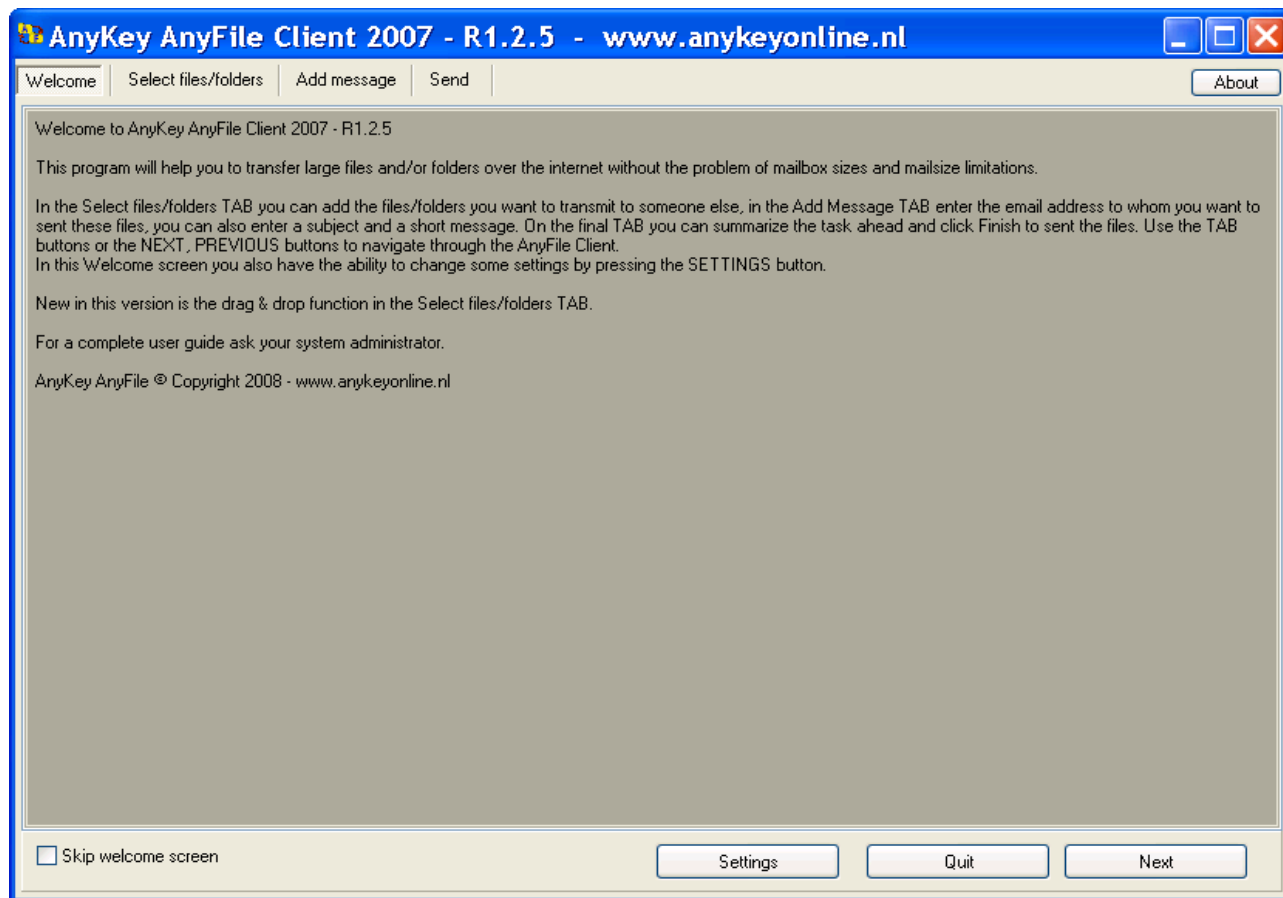 AnyKey AnyFile Client 2007 - R1.2.5 - www.anykeyonline.nl
Welcome Select files/folders Add message Send About
Welcome to AnyKey AnyFile Client 2007 - R1.2.5
This program will help you to transfer large files and/or folders over the internet without the problem of mailbox sizes and mailsize limitations.
In the Select files/folders TAB you can add the files/folders you want to transmit to someone else, in the Add Message TAB enter the email address to whom you want to
sent these files, you can also enter a subject and a short message. On the final TAB you can summarize the task ahead and click Finish to sent the files. Use the TAB
buttons or the NEXT, PREVIOUS buttons to navigate through the AnyFile Client.
In this Welcome screen you also have the ability to change some settings by pressing the SETTINGS button.
New in this version is the drag & drop function in the Select files/folders TAB.
For a complete user guide ask your system administrator.
AnyKey AnyFile © Copyright 2008 - www.anykeyonline.nl
Skip welcome screen Settings Quit Next